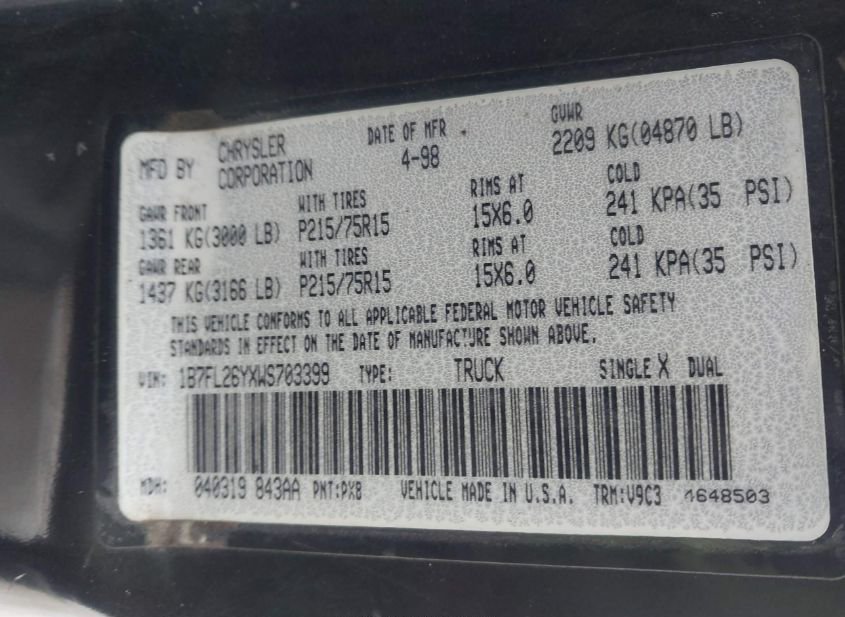 MFD BY CHRYSLER CORPORATION DATE OF MFR 4-98 GVWR 2209 KG(04870 LB)
GAWR FRONT WITH TIRES RIMS AT COLD
1361 KG(3000 LB) P215/75R15 15X6.0 241 KPA(35 PSI)
GAWR REAR WITH TIRES RIMS AT COLD
1437 KG(3166 LB) P215/75R15 15X6.0 241 KPA(35 PSI)
THIS VEHICLE CONFORMS TO ALL APPLICABLE FEDERAL MOTOR VEHICLE SAFETY
STANDARDS IN EFFECT ON THE DATE OF MANUFACTURE SHOWN ABOVE.
VIN: 1B7FL26YXWS703399 TYPE: TRUCK SINGLE X DUAL
MDH: 040319 843AA PNT:PX8 VEHICLE MADE IN U.S.A. TRM:V9C3 4648503